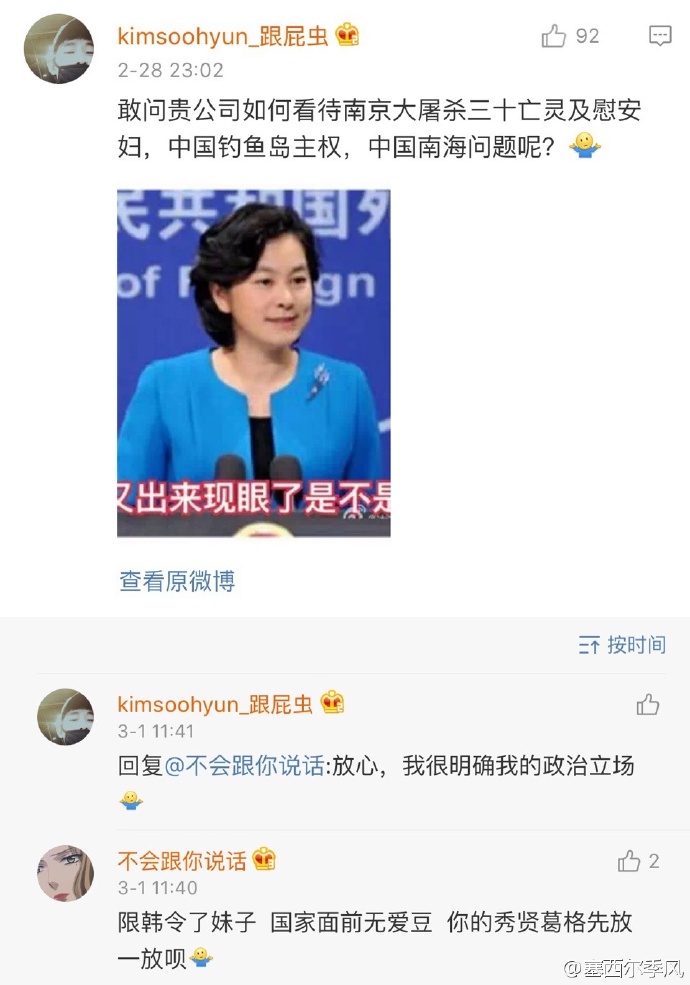 kimsoohyun_跟屁虫
92
2-28 23:02
敢问贵公司如何看待南京大屠杀三十亡灵及慰安
妇，中国钓鱼岛主权，中国南海问题呢？🤷‍♂️
民共和国外
of F ign
又出来现眼了是不是
查看原微博
按时间
kimsoohyun_跟屁虫
3-1 11:41
回复@不会跟你说话:放心，我很明确我的政治立场
🤷‍♂️
不会跟你说话
2
3-1 11:40
限韩令了妹子 国家面前无爱豆 你的秀贤葛格先放
一放呗🤷‍♂️
@塞西尔季风